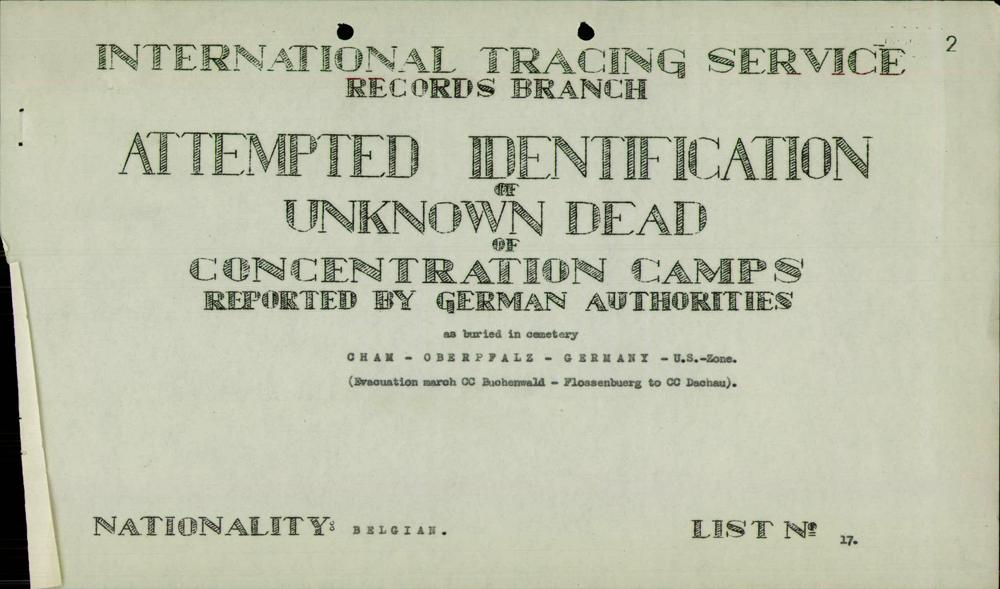 2
INTERNATIONAL TRACING SERVICE
RECORDS BRANCH
ATTEMPTED IDENTIFICATION
OF
UNKNOWN DEAD
OF
CONCENTRATION CAMPS
REPORTED BY GERMAN AUTHORITIES
as buried in cemetery
CHAM - OBERPFALZ - GERMANY - U.S.-Zone.
(Evacuation march CC Buchenwald - Flossenbuerg to CC Dachau).
NATIONALITY: BELGIAN. LIST Nº 17.